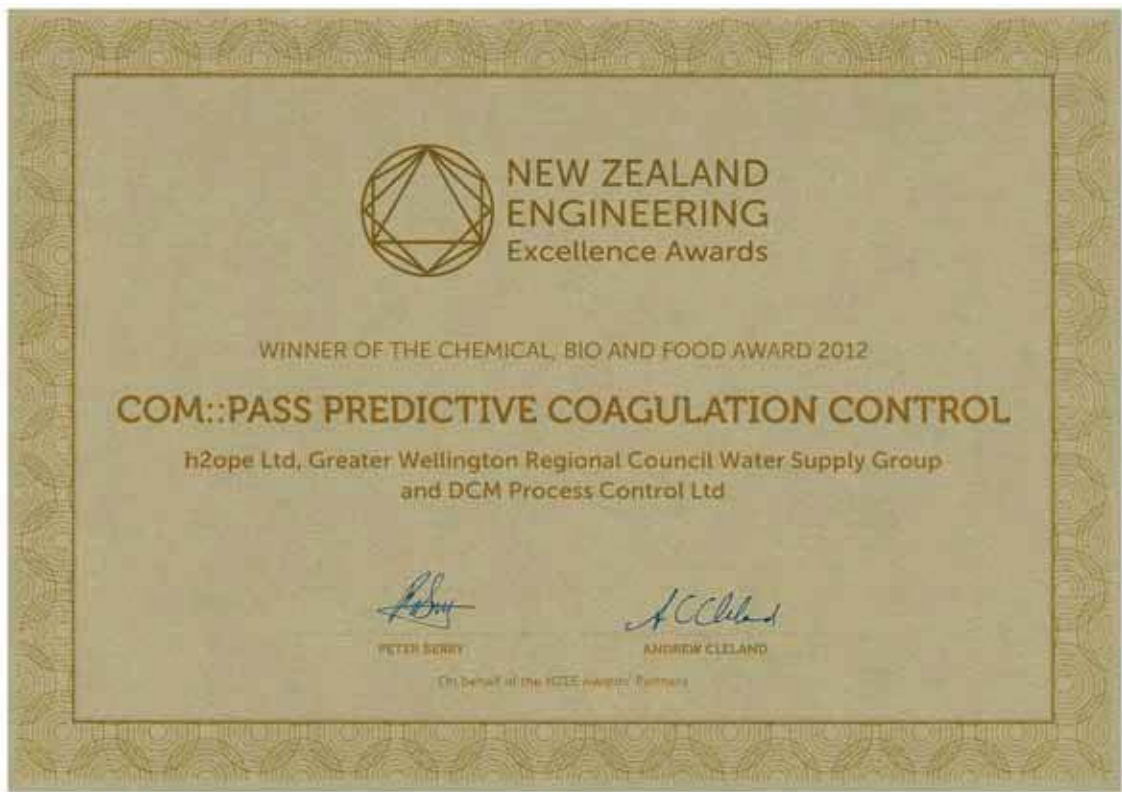 NEW ZEALAND
ENGINEERING
Excellence Awards
WINNER OF THE CHEMICAL, BIO AND FOOD AWARD 2012
COM::PASS PREDICTIVE COAGULATION CONTROL
h2ope Ltd, Greater Wellington Regional Council Water Supply Group
and DCM Process Control Ltd
A C Cleland
PETER BERRY
ANDREW CLELAND
On behalf of the NZEE Awards' Partners